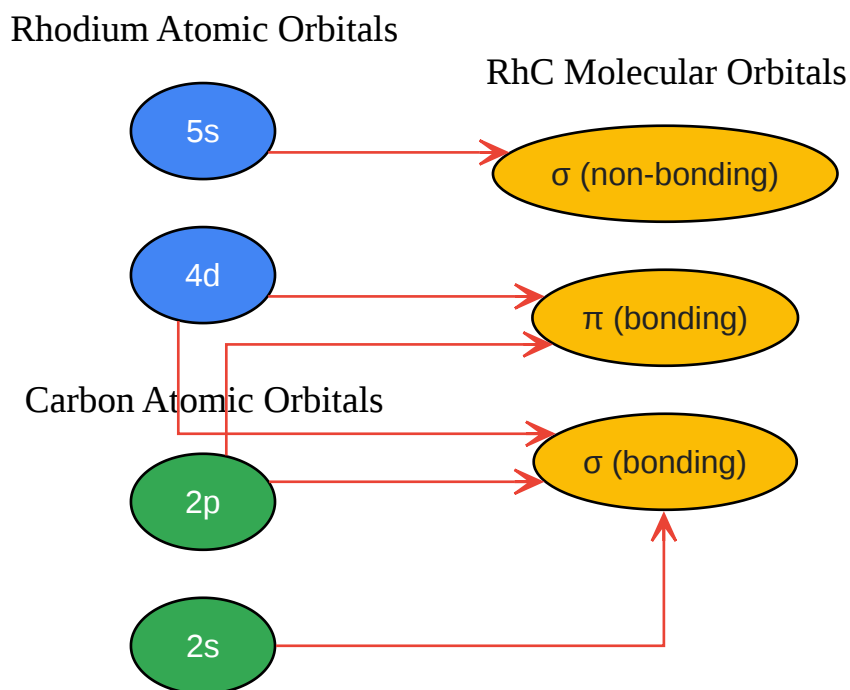 Rhodium Atomic Orbitals
RhC Molecular Orbitals
5s
σ (non-bonding)
4d
π (bonding)
Carbon Atomic Orbitals
σ (bonding)
2p
2s